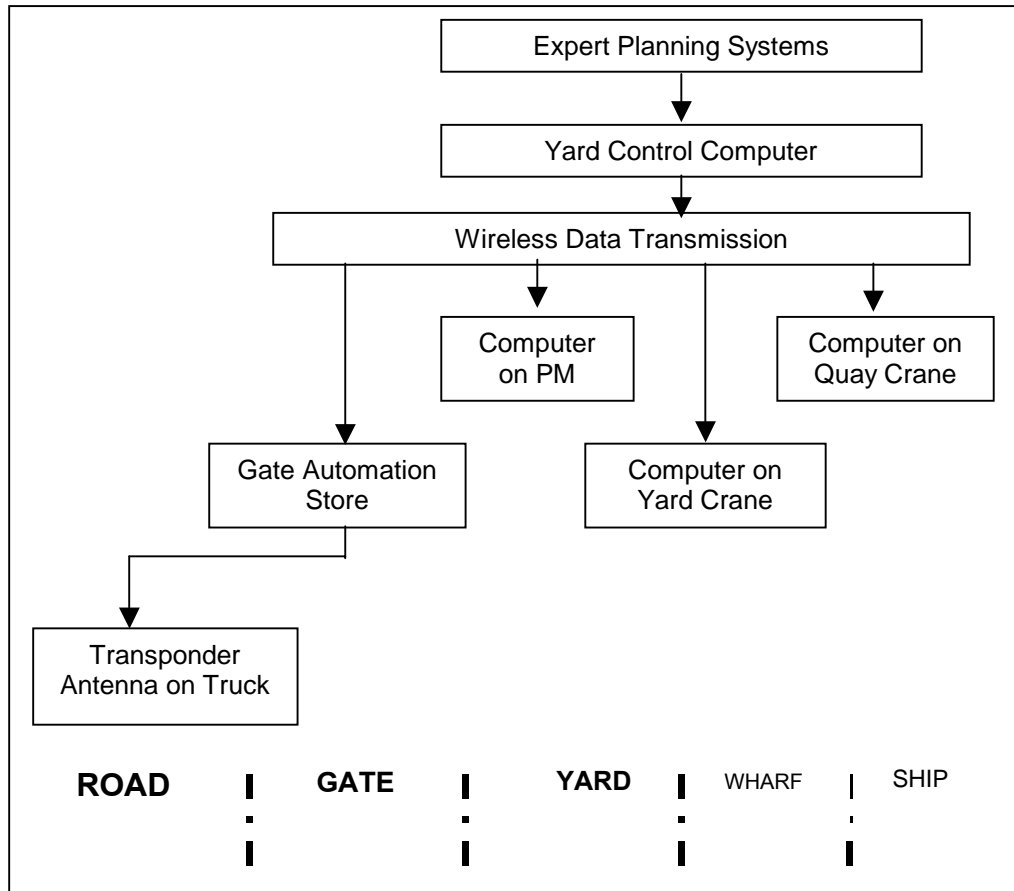 Expert Planning Systems
Yard Control Computer
Wireless Data Transmission
Computer
on PM
Computer on
Quay Crane
Gate Automation
Store
Computer on
Yard Crane
Transponder
Antenna on Truck
ROAD GATE YARD WHARF SHIP